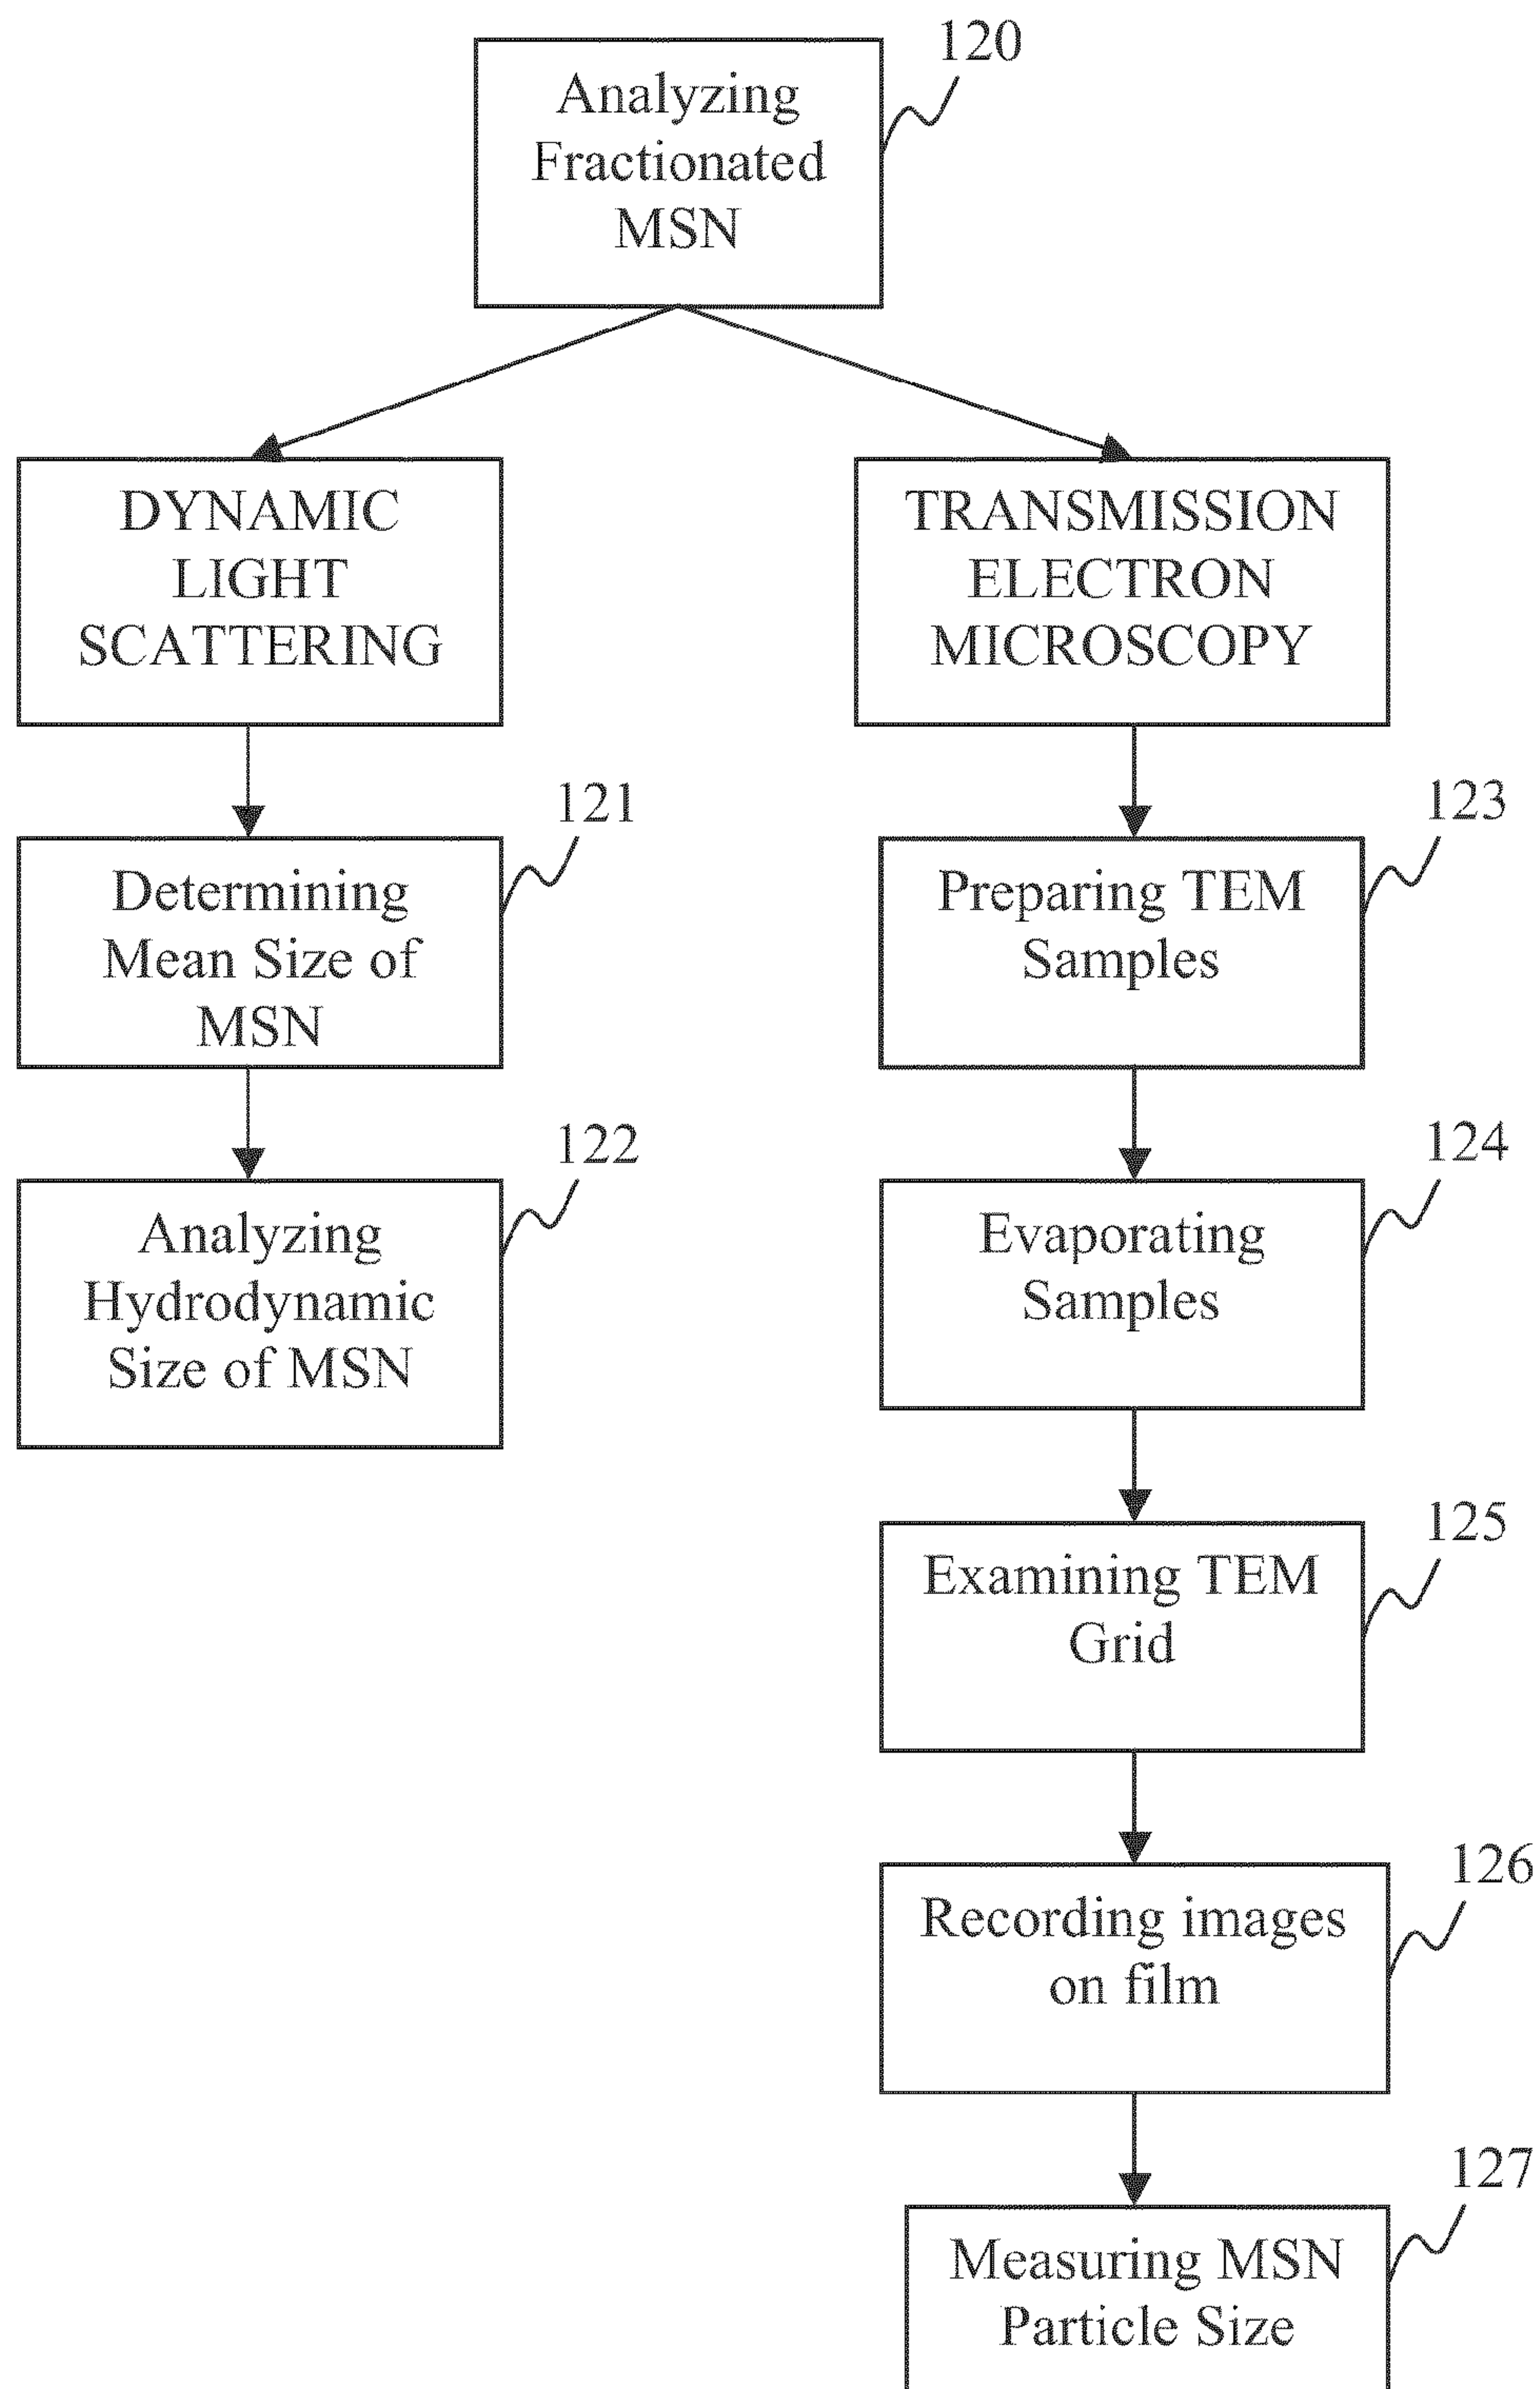 120
Analyzing
Fractionated
MSN
DYNAMIC
LIGHT
SCATTERING
TRANSMISSION
ELECTRON
MICROSCOPY
121
Determining
Mean Size of
MSN
122
Analyzing
Hydrodynamic
Size of MSN
123
Preparing TEM
Samples
124
Evaporating
Samples
125
Examining TEM
Grid
126
Recording images
on film
127
Measuring MSN
Particle Size